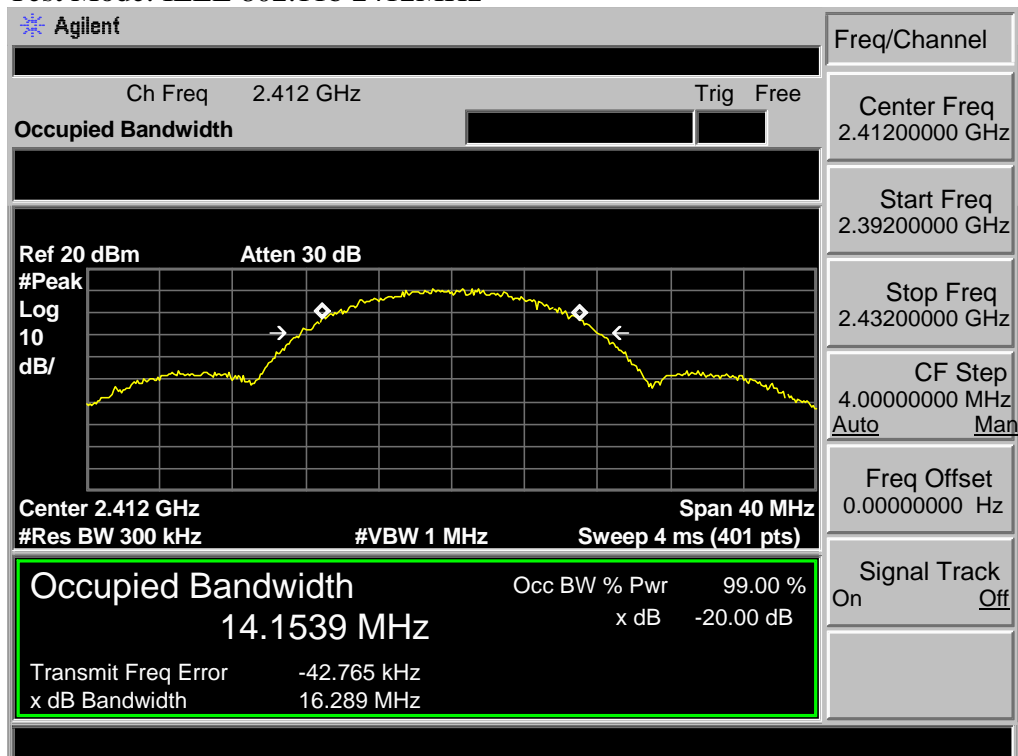 Agilent
Freq/Channel
Ch Freq 2.412 GHz Trig Free
Occupied Bandwidth
Center Freq
2.41200000 GHz
Start Freq
2.39200000 GHz
Stop Freq
2.43200000 GHz
CF Step
4.00000000 MHz
Auto Man
Freq Offset
0.00000000 Hz
Signal Track
On Off
Ref 20 dBm Atten 30 dB
#Peak
Log
10
dB/
Center 2.412 GHz Span 40 MHz
#Res BW 300 kHz #VBW 1 MHz Sweep 4 ms (401 pts)
Occupied Bandwidth Occ BW % Pwr 99.00 %
14.1539 MHz x dB -20.00 dB
Transmit Freq Error -42.765 kHz
x dB Bandwidth 16.289 MHz